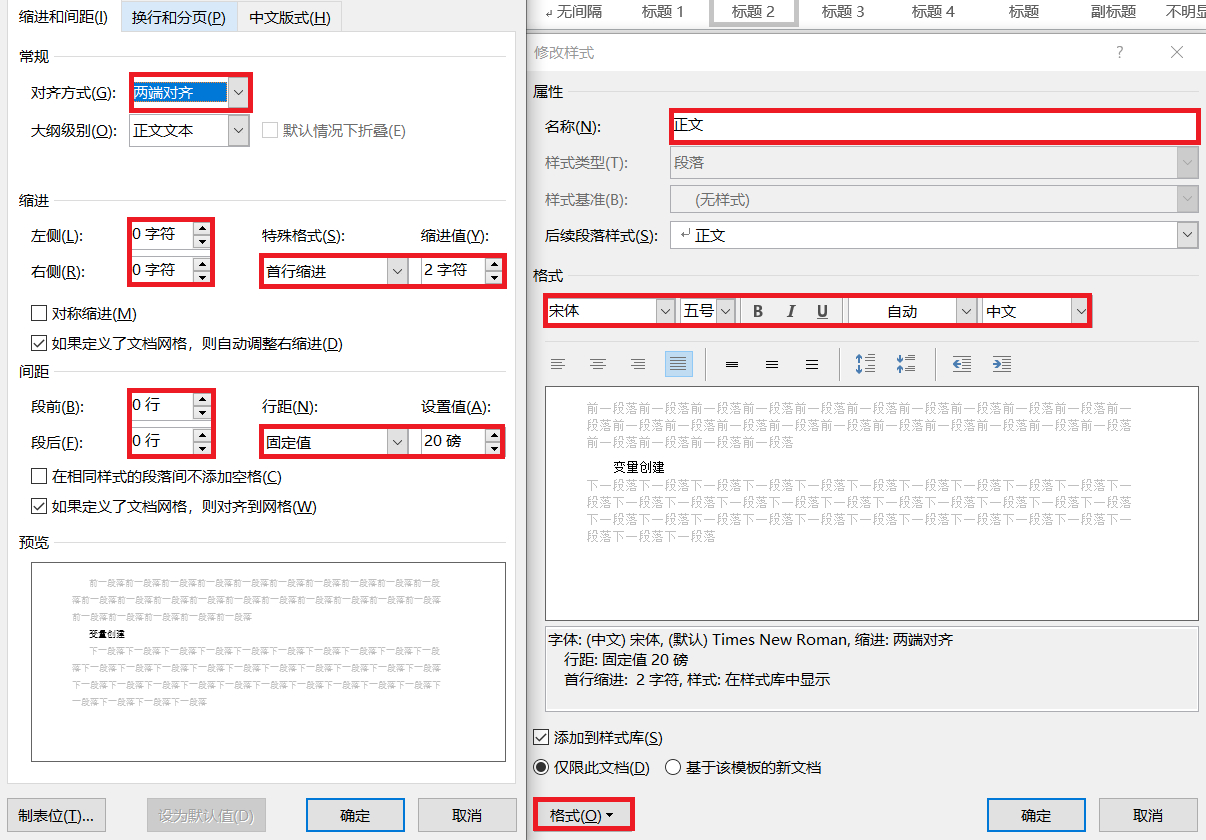 缩进和间距(I) 换行和分页(P) 中文版式(H)
常规
对齐方式(G): 两端对齐
大纲级别(O): 正文文本 默认情况下折叠(E)
缩进
左侧(L): 0 字符 特殊格式(S): 缩进值(Y):
右侧(R): 0 字符 首行缩进 2 字符
对称缩进(M)
如果定义了文档网格，则自动调整右缩进(D)
间距
段前(B): 0 行 行距(N): 设置值(A):
段后(F): 0 行 固定值 20 磅
在相同样式的段落间不添加空格(C)
如果定义了文档网格，则对齐到网格(W)
预览
前一段落前一段落前一段落前一段落前一段落前一段落前一段落前一段落前一段落前一段
落前一段落前一段落前一段落前一段落前一段落前一段落前一段落前一段落前一段落前一段落
前一段落前一段落前一段落前一段落前一段落
变量创建
下一段落下一段落下一段落下一段落下一段落下一段落下一段落下一段落下一段落下一段
落下一段落下一段落下一段落下一段落下一段落下一段落下一段落下一段落下一段落下一段落
下一段落下一段落下一段落下一段落下一段落下一段落下一段落下一段落下一段落下一段落下
一段落下一段落下一段落下一段落
制表位(T)... 设为默认值(D) 确定 取消
无间隔 标题 1 标题 2 标题 3 标题 4 标题 副标题 不明显
修改样式 ?
属性
名称(N): 正文
样式类型(T): 段落
样式基准(B): (无样式)
后续段落样式(S): 正文
格式
宋体 五号 B I U 自动 中文
前一段落前一段落前一段落前一段落前一段落前一段落前一段落前一段落前一段落前一段落前一
段落前一段落前一段落前一段落前一段落前一段落前一段落前一段落前一段落前一段落前一段落
前一段落前一段落前一段落前一段落
变量创建
下一段落下一段落下一段落下一段落下一段落下一段落下一段落下一段落下一段落下一段落下一
段落下一段落下一段落下一段落下一段落下一段落下一段落下一段落下一段落下一段落下一段落
下一段落下一段落下一段落下一段落下一段落下一段落下一段落下一段落下一段落下一段落下一
段落下一段落下一段落
字体: (中文) 宋体, (默认) Times New Roman, 缩进: 两端对齐
行距: 固定值 20 磅
首行缩进: 2 字符, 样式: 在样式库中显示
添加到样式库(S)
仅限此文档(D) 基于该模板的新文档
格式(O) 确定 取消